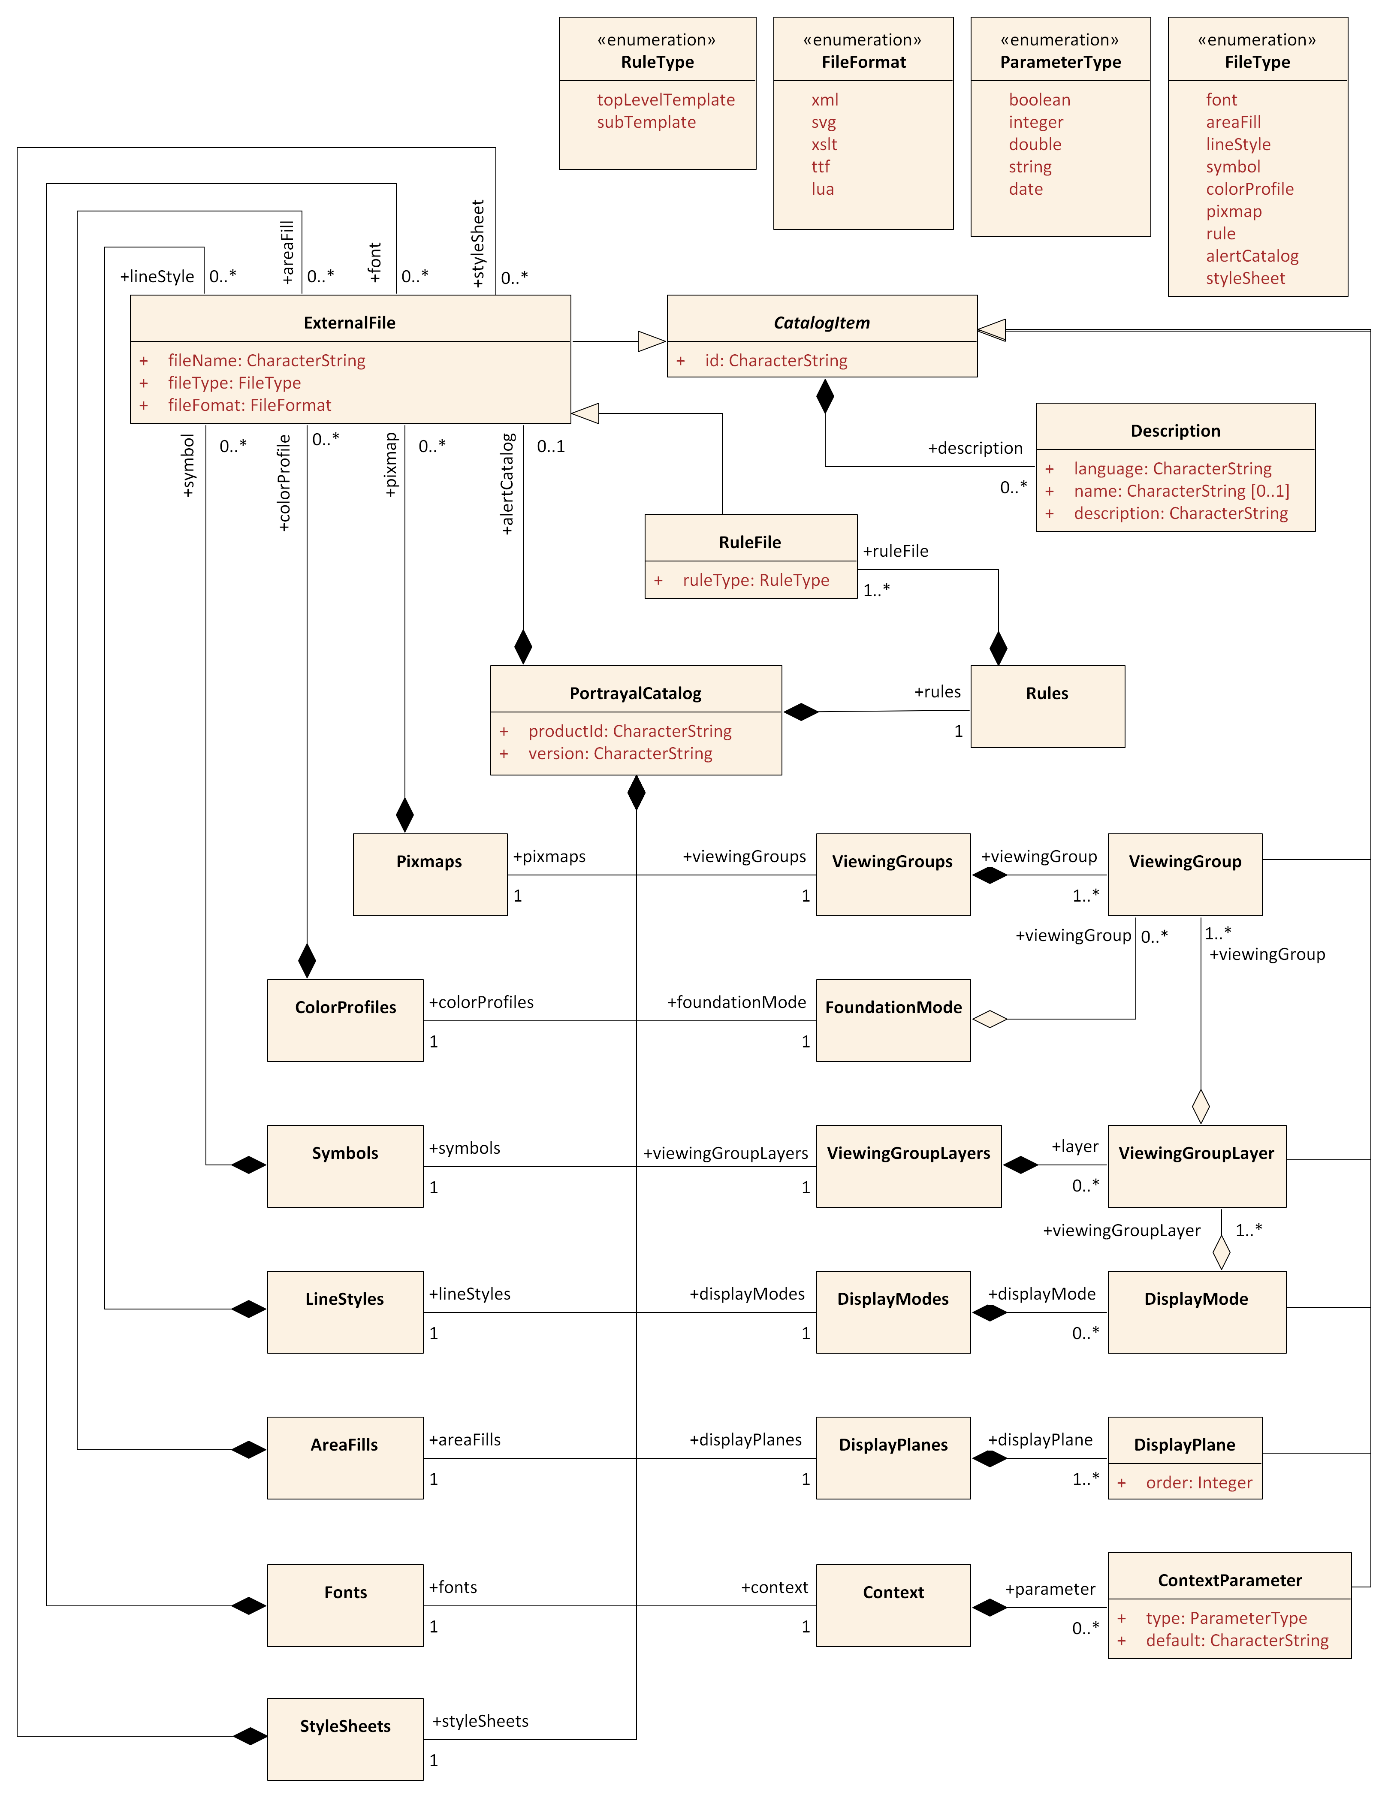 «enumeration»
RuleType
topLevelTemplate
subTemplate
«enumeration»
FileFormat
xml
svg
xslt
ttf
lua
«enumeration»
ParameterType
boolean
integer
double
string
date
«enumeration»
FileType
font
areaFill
lineStyle
symbol
colorProfile
pixmap
rule
alertCatalog
styleSheet
+lineStyle
0..*
+areaFill
0..*
+font
0..*
+styleSheet
0..*
ExternalFile
+ fileName: CharacterString
+ fileType: FileType
+ fileFomat: FileFormat
CatalogItem
+ id: CharacterString
+symbol
0..*
+colorProfile
0..*
+pixmap
0..*
+alertCatalog
0..1
+description
0..*
Description
+ language: CharacterString
+ name: CharacterString [0..1]
+ description: CharacterString
RuleFile
+ ruleType: RuleType
+ruleFile
1..*
PortrayalCatalog
+ productId: CharacterString
+ version: CharacterString
+rules
1
Rules
Pixmaps
+pixmaps
1
+viewingGroups
1
ViewingGroups
+viewingGroup
1..*
ViewingGroup
+viewingGroup
0..*
1..*
+viewingGroup
ColorProfiles
+colorProfiles
1
+foundationMode
1
FoundationMode
Symbols
+symbols
1
+viewingGroupLayers
1
ViewingGroupLayers
+layer
0..*
ViewingGroupLayer
+viewingGroupLayer
1..*
LineStyles
+lineStyles
1
+displayModes
1
DisplayModes
+displayMode
0..*
DisplayMode
AreaFills
+areaFills
1
+displayPlanes
1
DisplayPlanes
+displayPlane
1..*
DisplayPlane
+ order: Integer
Fonts
+fonts
1
+context
1
Context
+parameter
0..*
ContextParameter
+ type: ParameterType
+ default: CharacterString
StyleSheets
+styleSheets
1